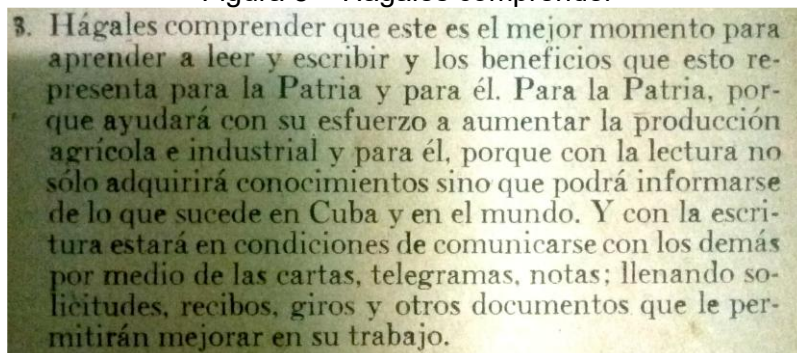 3. Hágales comprender que este es el mejor momento para
aprender a leer y escribir y los beneficios que esto re-
presenta para la Patria y para él. Para la Patria, por-
que ayudará con su esfuerzo a aumentar la producción
agrícola e industrial y para él, porque con la lectura no
sólo adquirirá conocimientos sino que podrá informarse
de lo que sucede en Cuba y en el mundo. Y con la escri-
tura estará en condiciones de comunicarse con los demás
por medio de las cartas, telegramas, notas; llenando so-
licitudes, recibos, giros y otros documentos que le per-
mitirán mejorar en su trabajo.